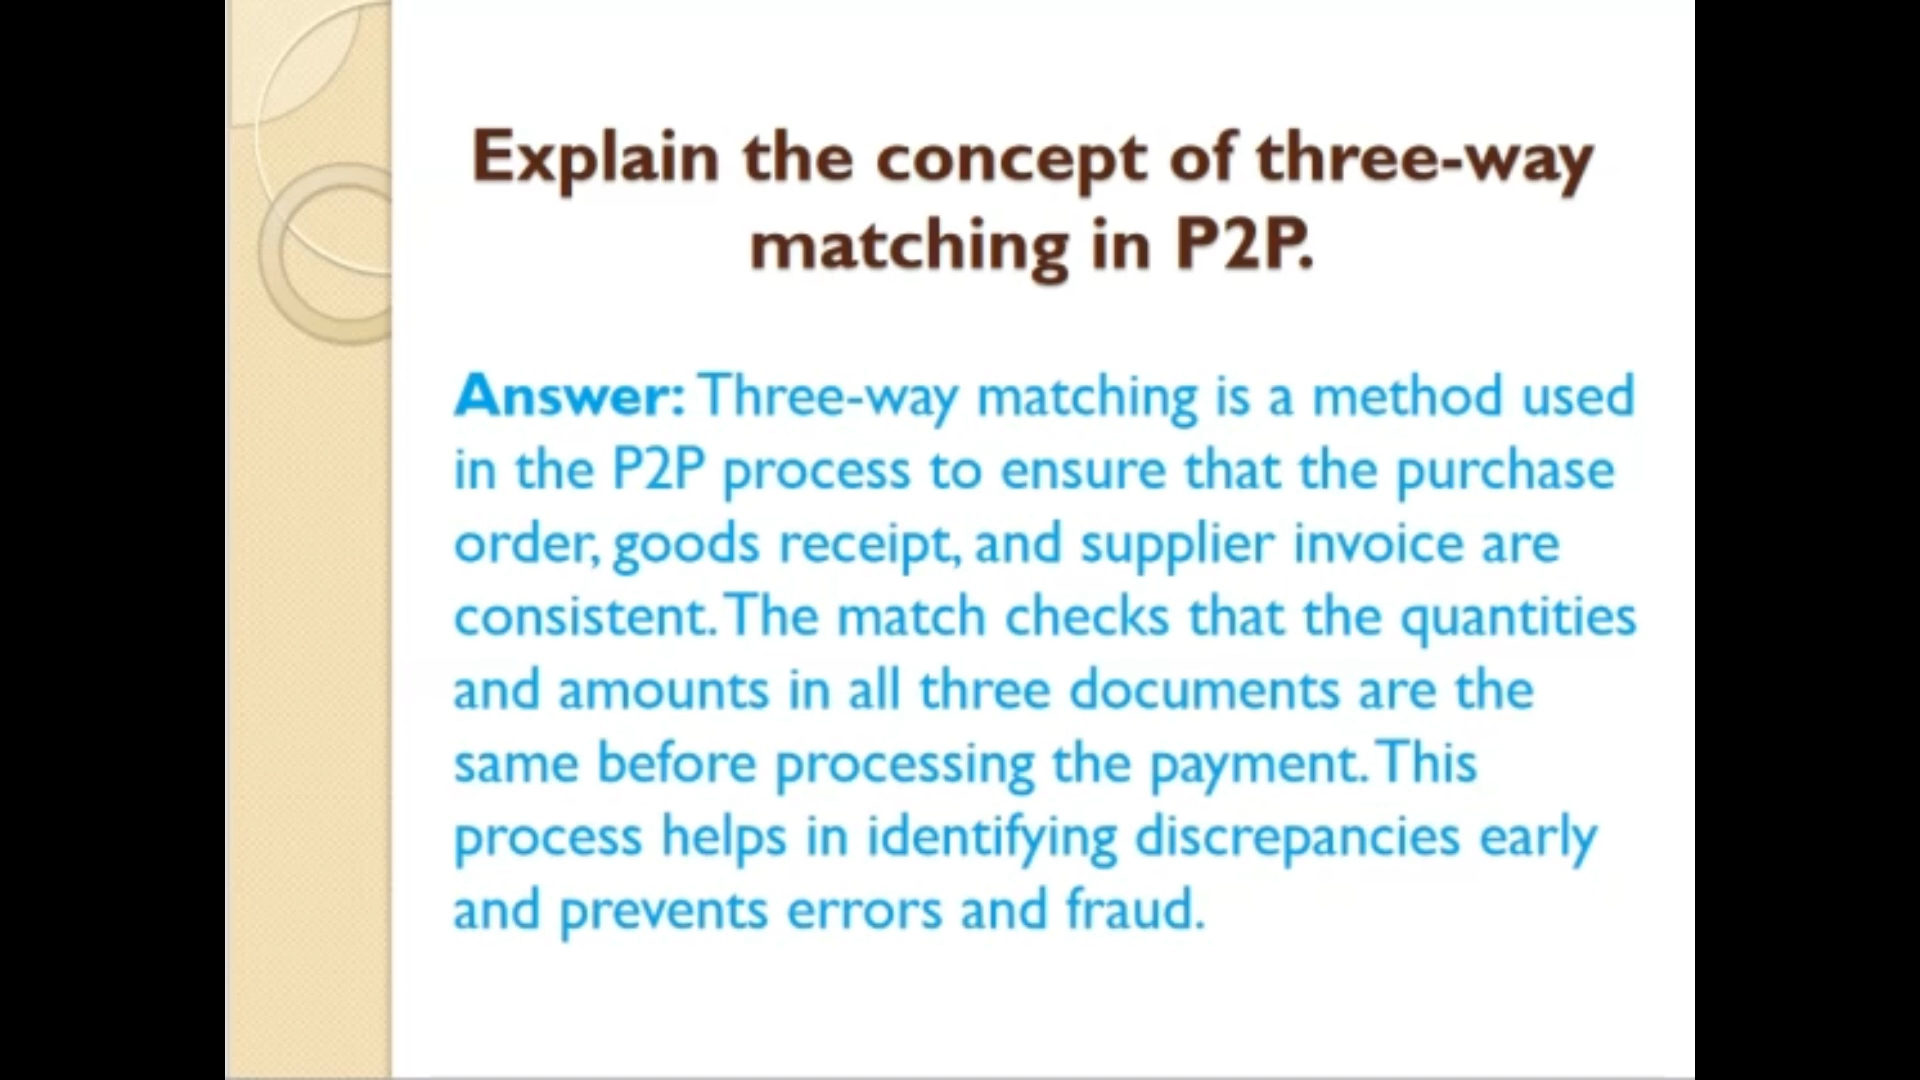 Explain the concept of three-way
matching in P2P.
Answer: Three-way matching is a method used
in the P2P process to ensure that the purchase
order, goods receipt, and supplier invoice are
consistent. The match checks that the quantities
and amounts in all three documents are the
same before processing the payment. This
process helps in identifying discrepancies early
and prevents errors and fraud.